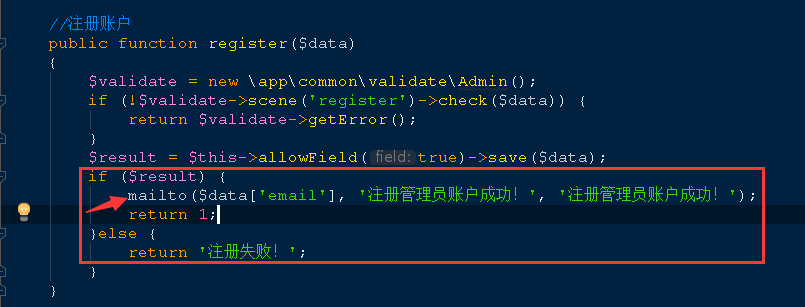 //注册账户
public function register($data)
{
$validate = new \app\common\validate\Admin();
if (!$validate->scene('register')->check($data)) {
return $validate->getError();
}
$result = $this->allowField( field: true)->save($data);
if ($result) {
mailto($data['email'], '注册管理员账户成功！', '注册管理员账户成功！');
return 1;
}else {
return '注册失败！';
}
}